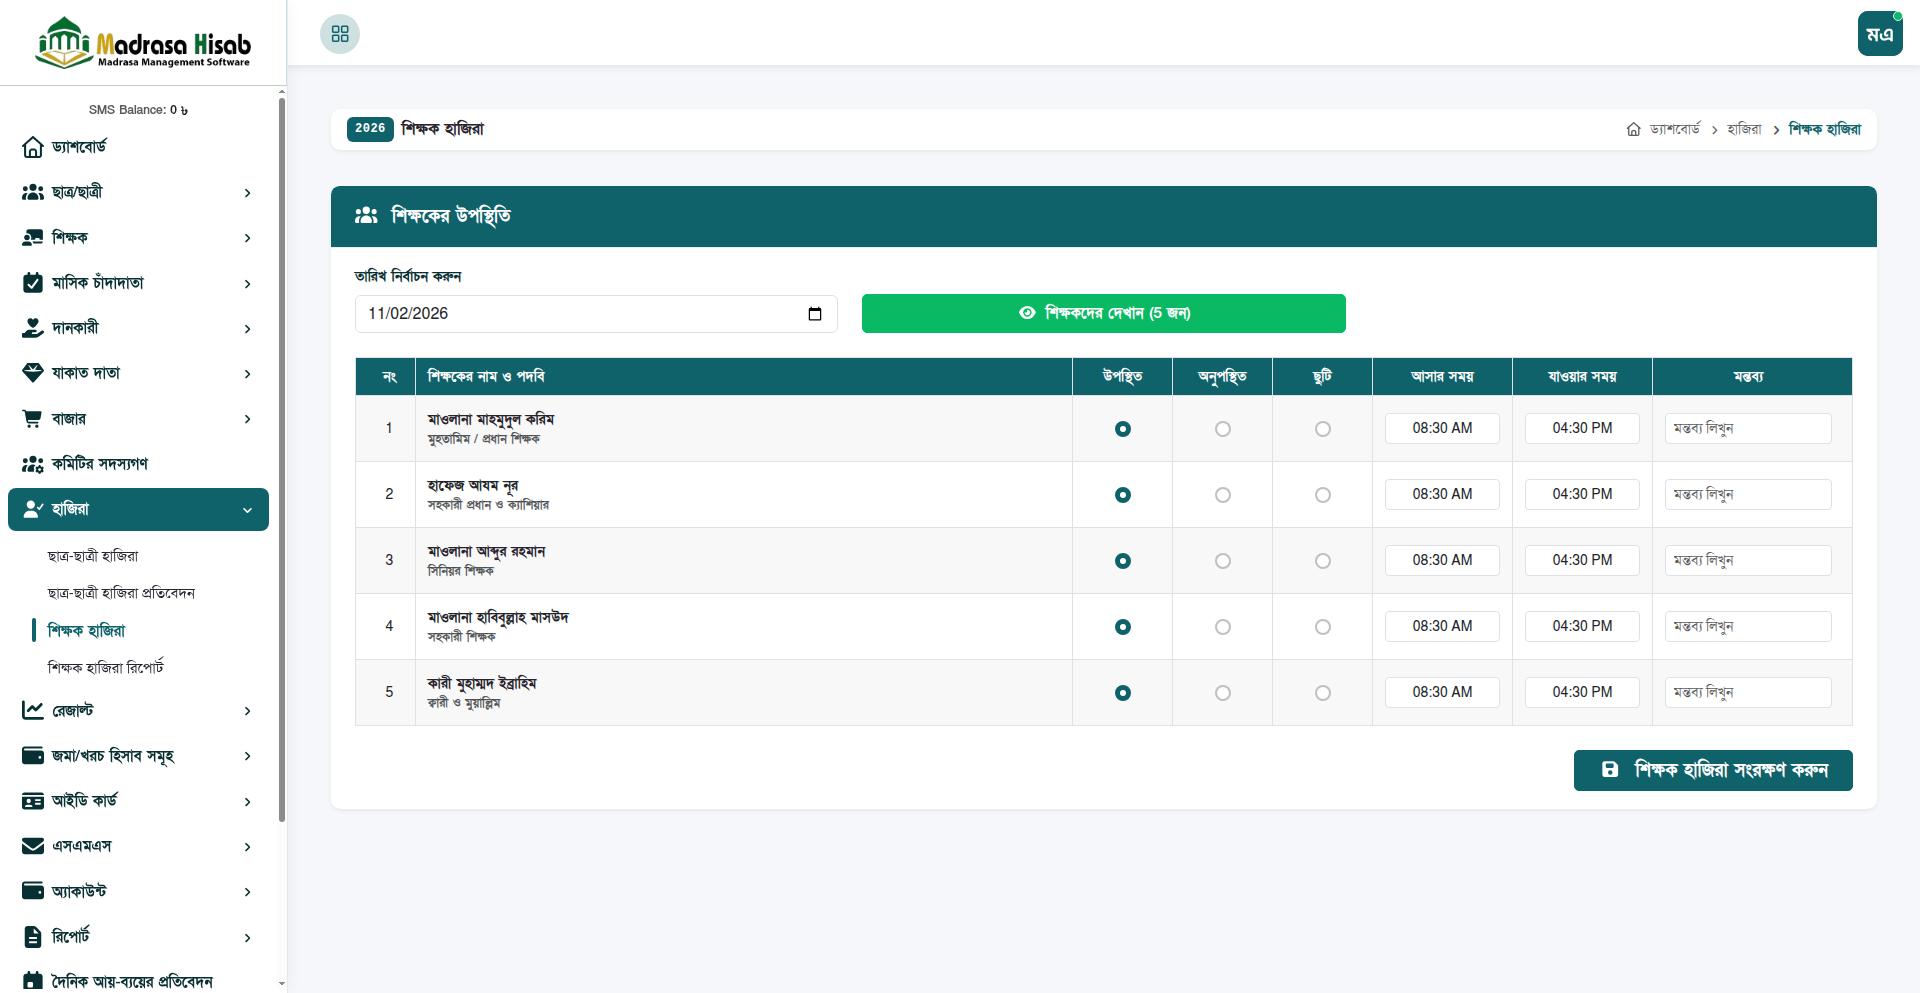 Madrasa Hisab
Madrasa Management Software
SMS Balance: 0 ৳
ড্যাশবোর্ড
ছাত্র/ছাত্রী
শিক্ষক
মাসিক চাঁদাদাতা
দানকারী
যাকাত দাতা
বাজার
কমিটির সদস্যগণ
হাজিরা
ছাত্র-ছাত্রী হাজিরা
ছাত্র-ছাত্রী হাজিরা প্রতিবেদন
শিক্ষক হাজিরা
শিক্ষক হাজিরা রিপোর্ট
রেজাল্ট
জমা/খরচ হিসাব সমূহ
আইডি কার্ড
এসএমএস
অ্যাকাউন্ট
রিপোর্ট
দৈনিক আয়-ব্যয়ের প্রতিবেদন
মএ
2026 শিক্ষক হাজিরা
ড্যাশবোর্ড > হাজিরা > শিক্ষক হাজিরা
শিক্ষকের উপস্থিতি
তারিখ নির্বাচন করুন
11/02/2026
শিক্ষকদের দেখান (5 জন)
নং শিক্ষকের নাম ও পদবি উপস্থিত অনুপস্থিত ছুটি আসার সময় যাওয়ার সময় মন্তব্য
1 মাওলানা মাহমুদুল করিম 08:30 AM 04:30 PM মন্তব্য লিখুন
মুহতামিম / প্রধান শিক্ষক
2 হাফেজ আযম নূর 08:30 AM 04:30 PM মন্তব্য লিখুন
সহকারী প্রধান ও ক্যাশিয়ার
3 মাওলানা আব্দুর রহমান 08:30 AM 04:30 PM মন্তব্য লিখুন
সিনিয়র শিক্ষক
4 মাওলানা হাবিবুল্লাহ মাসউদ 08:30 AM 04:30 PM মন্তব্য লিখুন
সহকারী শিক্ষক
5 কারী মুহাম্মদ ইব্রাহিম 08:30 AM 04:30 PM মন্তব্য লিখুন
ক্বারী ও মুয়াল্লিম
শিক্ষক হাজিরা সংরক্ষণ করুন